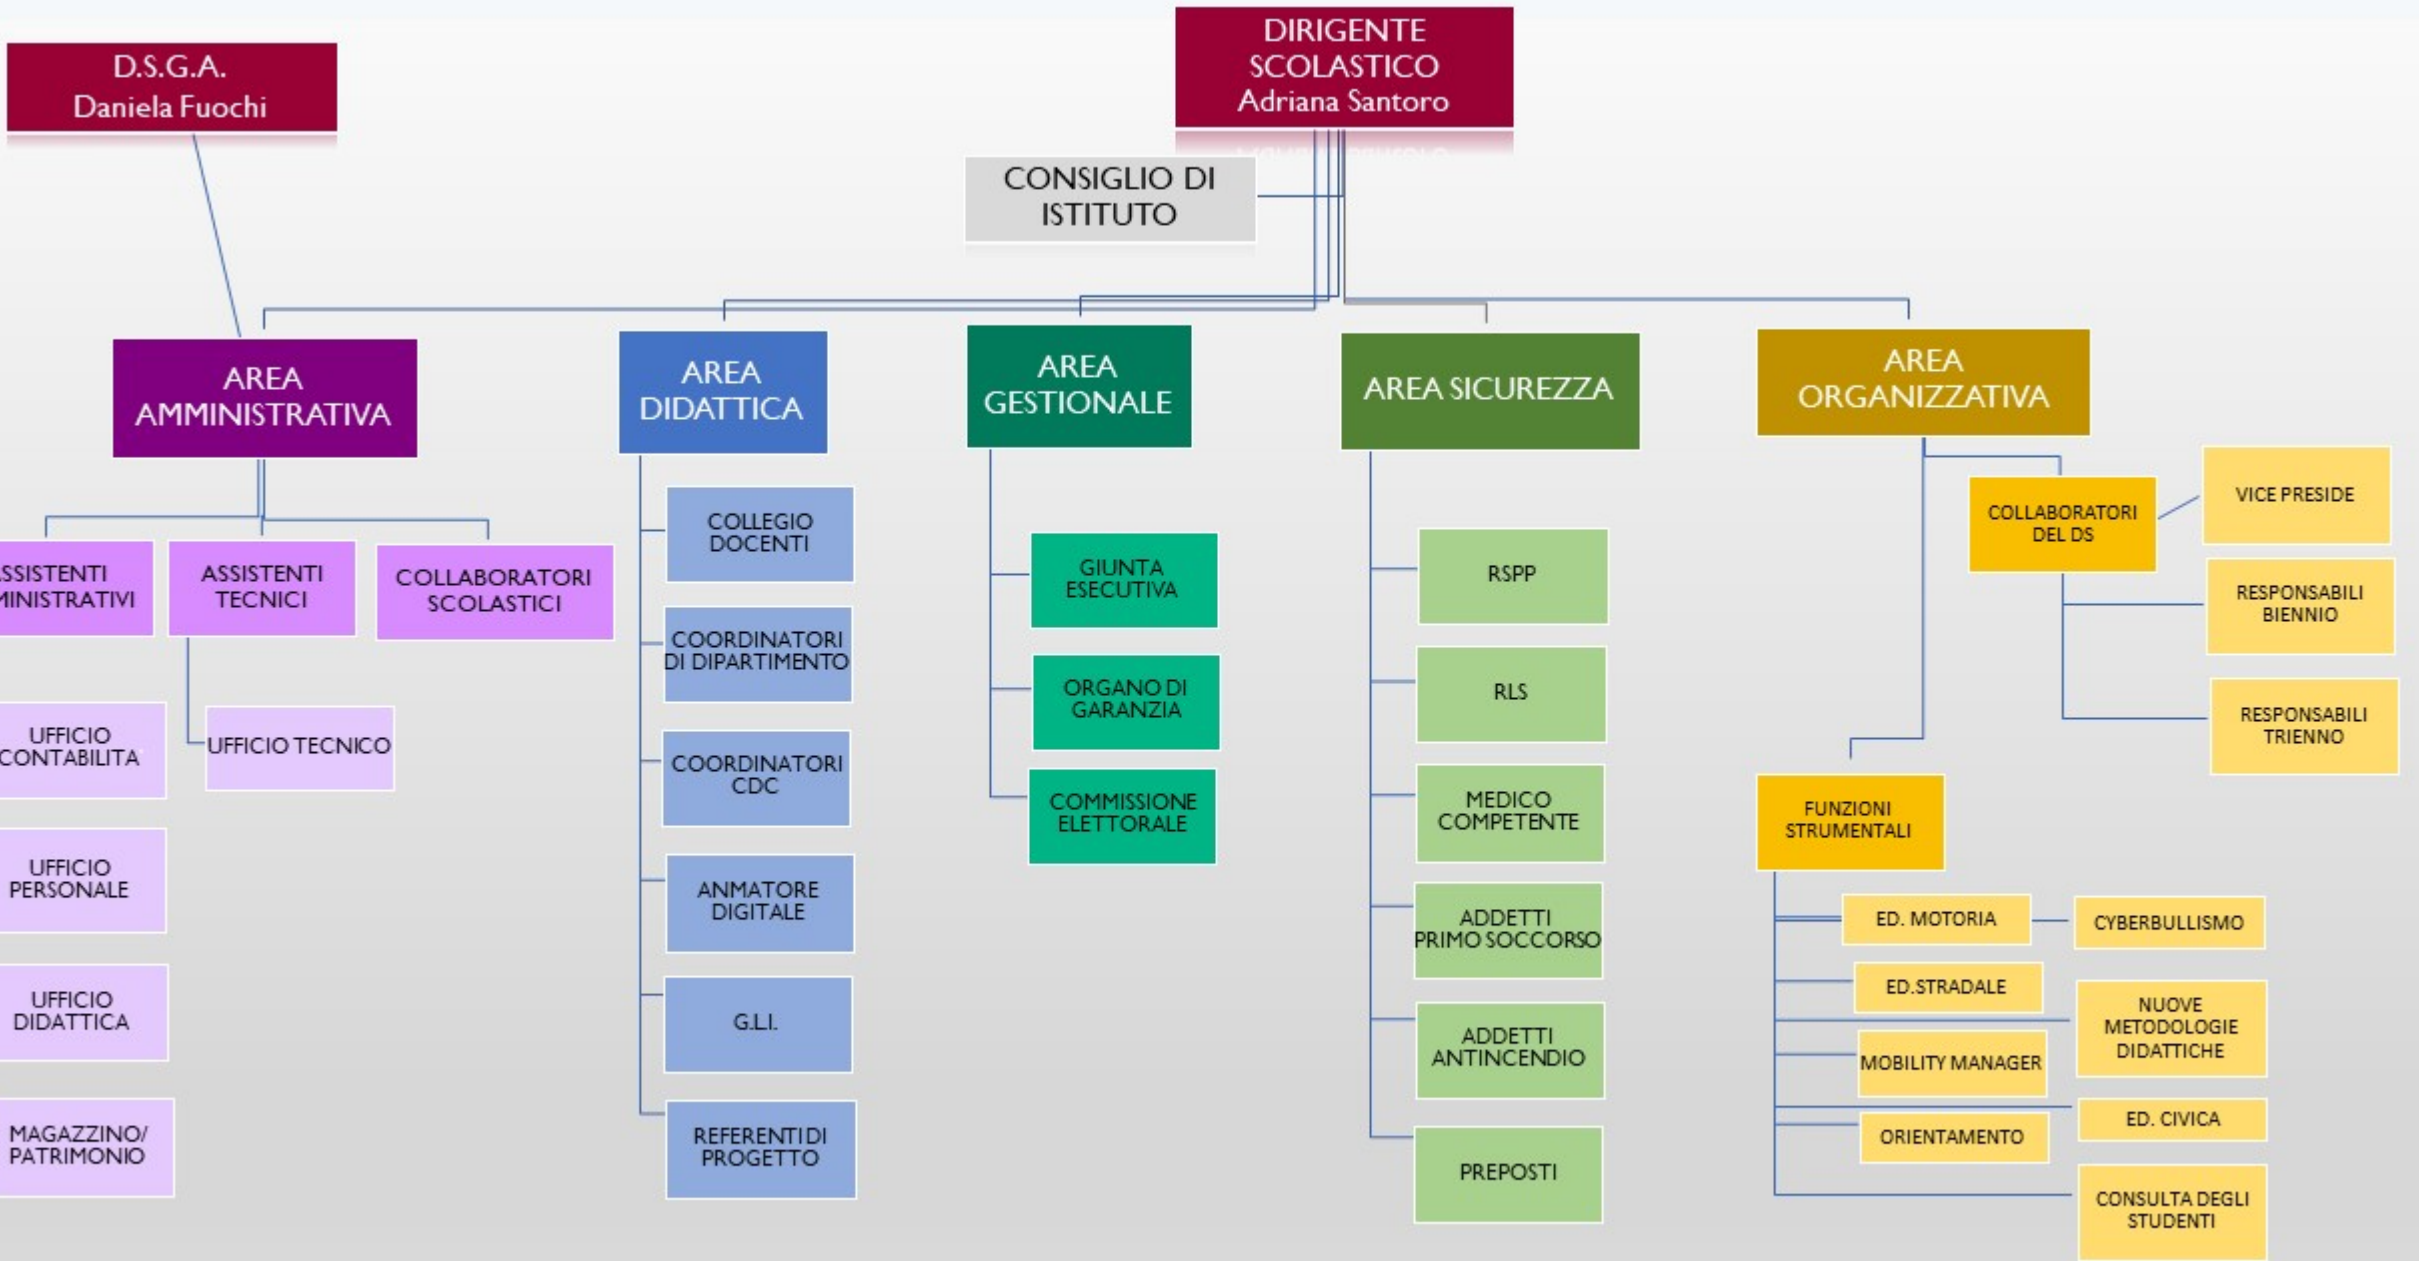 D.S.G.A.
Daniela Fuochi
DIRIGENTE
SCOLASTICO
Adriana Santoro
CONSIGLIO DI
ISTITUTO
AREA
AMMINISTRATIVA
SSISTENTI
MINISTRATIVI
ASSISTENTI
TECNICI
COLLABORATORI
SCOLASTICI
UFFICIO
CONTABILITA'
UFFICIO TECNICO
UFFICIO
PERSONALE
UFFICIO
DIDATTICA
MAGAZZINO/
PATRIMONIO
AREA
DIDATTICA
COLLEGIO
DOCENTI
COORDINATORI
DI DIPARTIMENTO
COORDINATORI
CDC
ANMATORE
DIGITALE
G.L.I.
REFERENTI DI
PROGETTO
AREA
GESTIONALE
GIUNTA
ESECUTIVA
ORGANO DI
GARANZIA
COMMISSIONE
ELETTORALE
AREA SICUREZZA
RSPP
RLS
MEDICO
COMPETENTE
ADDETTI
PRIMO SOCCORSO
ADDETTI
ANTINCENDIO
PREPOSTI
AREA
ORGANIZZATIVA
COLLABORATORI
DEL DS
VICE PRESIDE
RESPONSABILI
BIENNIO
RESPONSABILI
TRIENNO
FUNZIONI
STRUMENTALI
ED. MOTORIA
CYBERBULLISMO
ED.STRADALE
NUOVE
METODOLOGIE
DIDATTICHE
MOBILITY MANAGER
ED. CIVICA
ORIENTAMENTO
CONSULTA DEGLI
STUDENTI